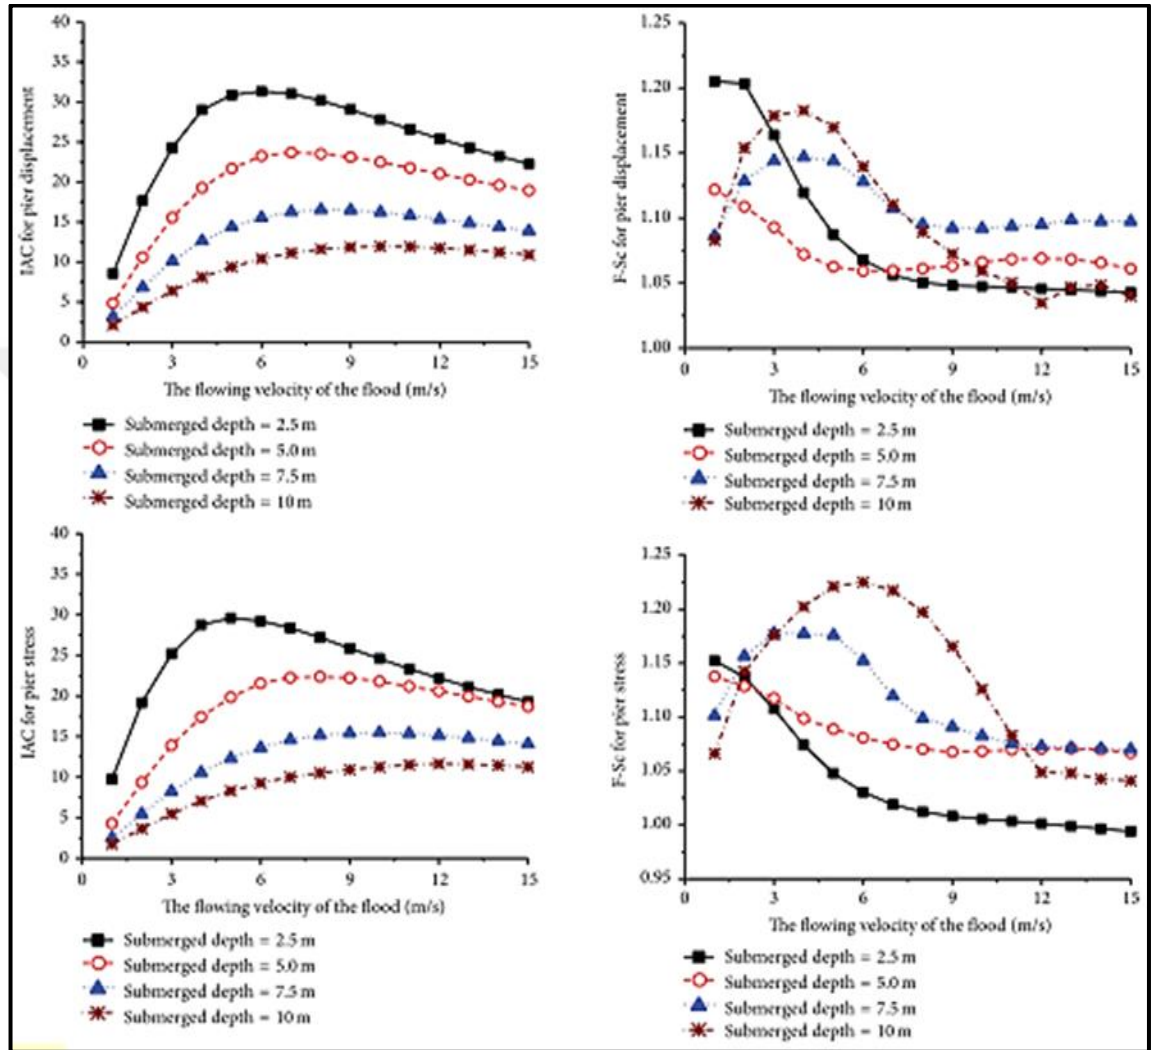 IAC for pier displacement
40
35
30
25
20
15
10
5
0
0 3 6 9 12 15
The flowing velocity of the flood (m/s)
Submerged depth = 2.5 m
Submerged depth = 5.0 m
Submerged depth = 7.5 m
Submerged depth = 10 m
F-Sc for pier displacement
1.25
1.20
1.15
1.10
1.05
1.00
0 3 6 9 12 15
The flowing velocity of the flood (m/s)
Submerged depth = 2.5 m
Submerged depth = 5.0 m
Submerged depth = 7.5 m
Submerged depth = 10 m
IAC for pier stress
40
35
30
25
20
15
10
5
0
0 3 6 9 12 15
The flowing velocity of the flood (m/s)
Submerged depth = 2.5 m
Submerged depth = 5.0 m
Submerged depth = 7.5 m
Submerged depth = 10 m
F-Sc for pier stress
1.25
1.20
1.15
1.10
1.05
1.00
0.95
0 3 6 9 12 15
The flowing velocity of the flood (m/s)
Submerged depth = 2.5 m
Submerged depth = 5.0 m
Submerged depth = 7.5 m
Submerged depth = 10 m